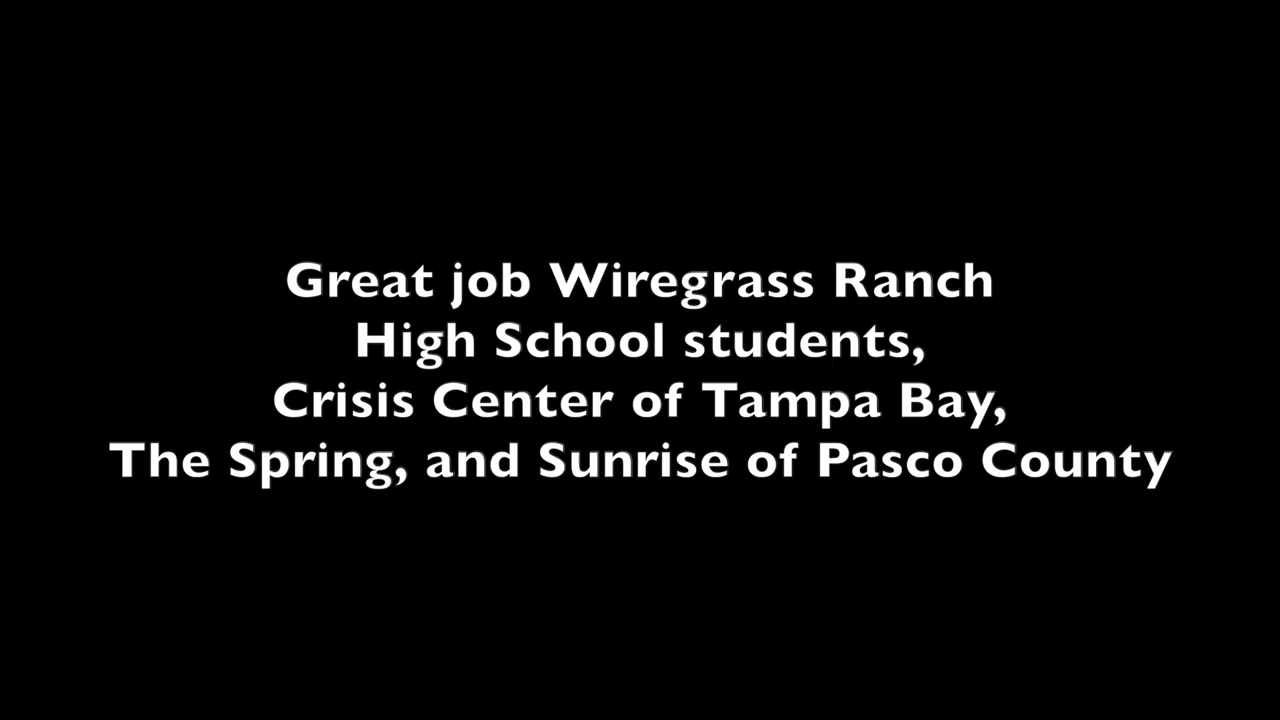 Great job Wiregrass Ranch
High School students,
Crisis Center of Tampa Bay,
The Spring, and Sunrise of Pasco County